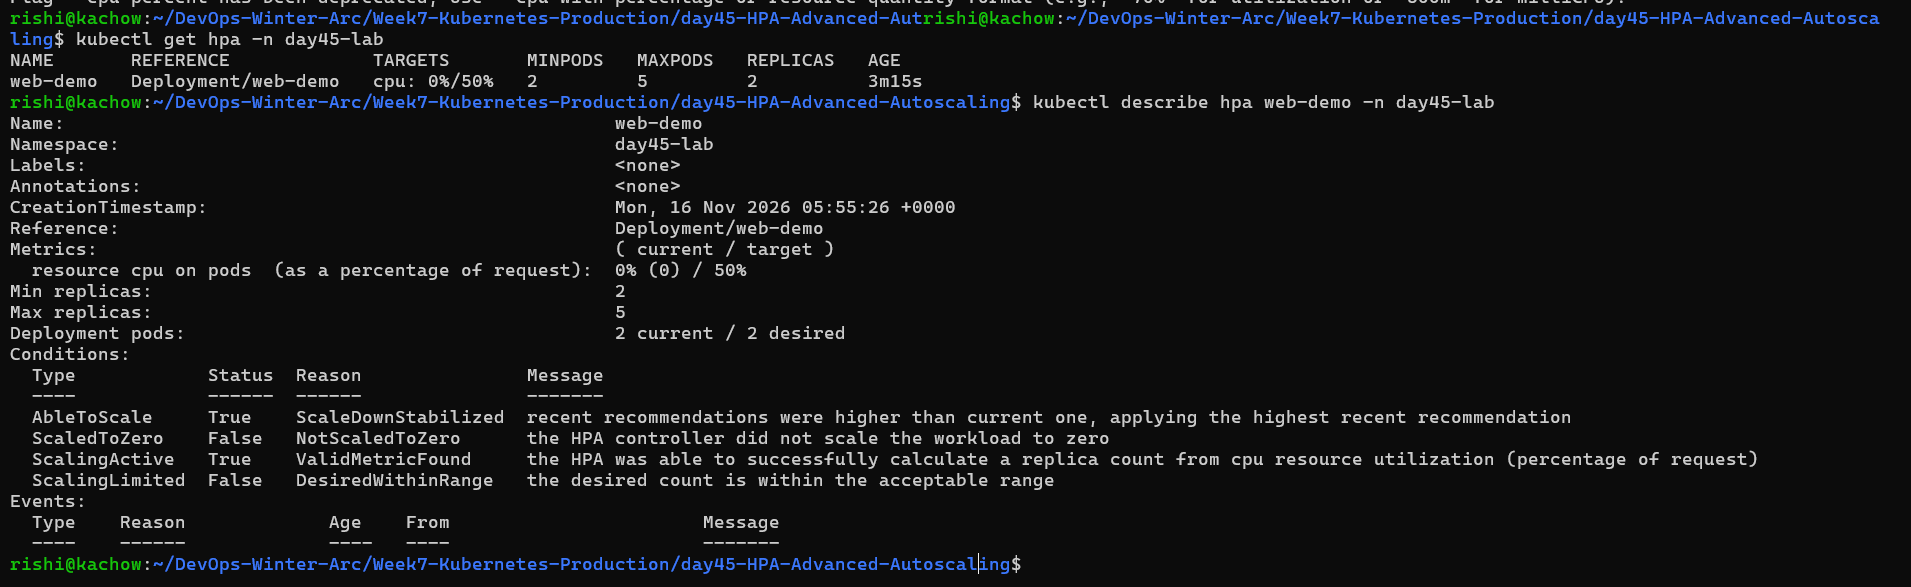 rishi@kachow:~/DevOps-Winter-Arc/Week7-Kubernetes-Production/day45-HPA-Advanced-Autrishi@kachow:~/DevOps-Winter-Arc/Week7-Kubernetes-Production/day45-HPA-Advanced-Autosca
ling$ kubectl get hpa -n day45-lab
NAME       REFERENCE             TARGETS       MINPODS   MAXPODS   REPLICAS   AGE
web-demo   Deployment/web-demo   cpu: 0%/50%   2         5         2          3m15s
rishi@kachow:~/DevOps-Winter-Arc/Week7-Kubernetes-Production/day45-HPA-Advanced-Autoscaling$ kubectl describe hpa web-demo -n day45-lab
Name:                                                  web-demo
Namespace:                                             day45-lab
Labels:                                                <none>
Annotations:                                           <none>
CreationTimestamp:                                     Mon, 16 Nov 2026 05:55:26 +0000
Reference:                                             Deployment/web-demo
Metrics:                                               ( current / target )
  resource cpu on pods  (as a percentage of request):  0% (0) / 50%
Min replicas:                                          2
Max replicas:                                          5
Deployment pods:                                       2 current / 2 desired
Conditions:
  Type            Status  Reason             Message
  ----            ------  ------             -------
  AbleToScale     True    ScaleDownStabilized  recent recommendations were higher than current one, applying the highest recent recommendation
  ScaledToZero    False   NotScaledToZero      the HPA controller did not scale the workload to zero
  ScalingActive   True    ValidMetricFound     the HPA was able to successfully calculate a replica count from cpu resource utilization (percentage of request)
  ScalingLimited  False   DesiredWithinRange   the desired count is within the acceptable range
Events:
  Type    Reason             Age    From                       Message
  ----    ------             ----   ----                       -------
rishi@kachow:~/DevOps-Winter-Arc/Week7-Kubernetes-Production/day45-HPA-Advanced-Autoscaling$